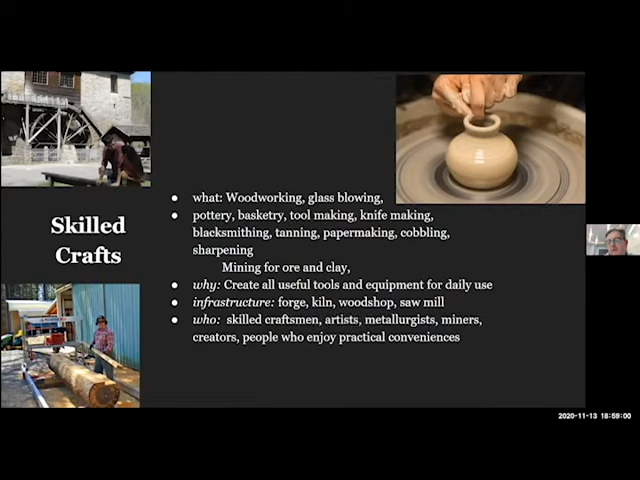 Skilled
Crafts
what: Woodworking, glass blowing,
pottery, basketry, tool making, knife making,
blacksmithing, tanning, papermaking, cobbling,
sharpening
Mining for ore and clay,
why: Create all useful tools and equipment for daily use
infrastructure: forge, kiln, woodshop, saw mill
who: skilled craftsmen, artists, metallurgists, miners,
creators, people who enjoy practical conveniences
2020-11-13 18:59:00